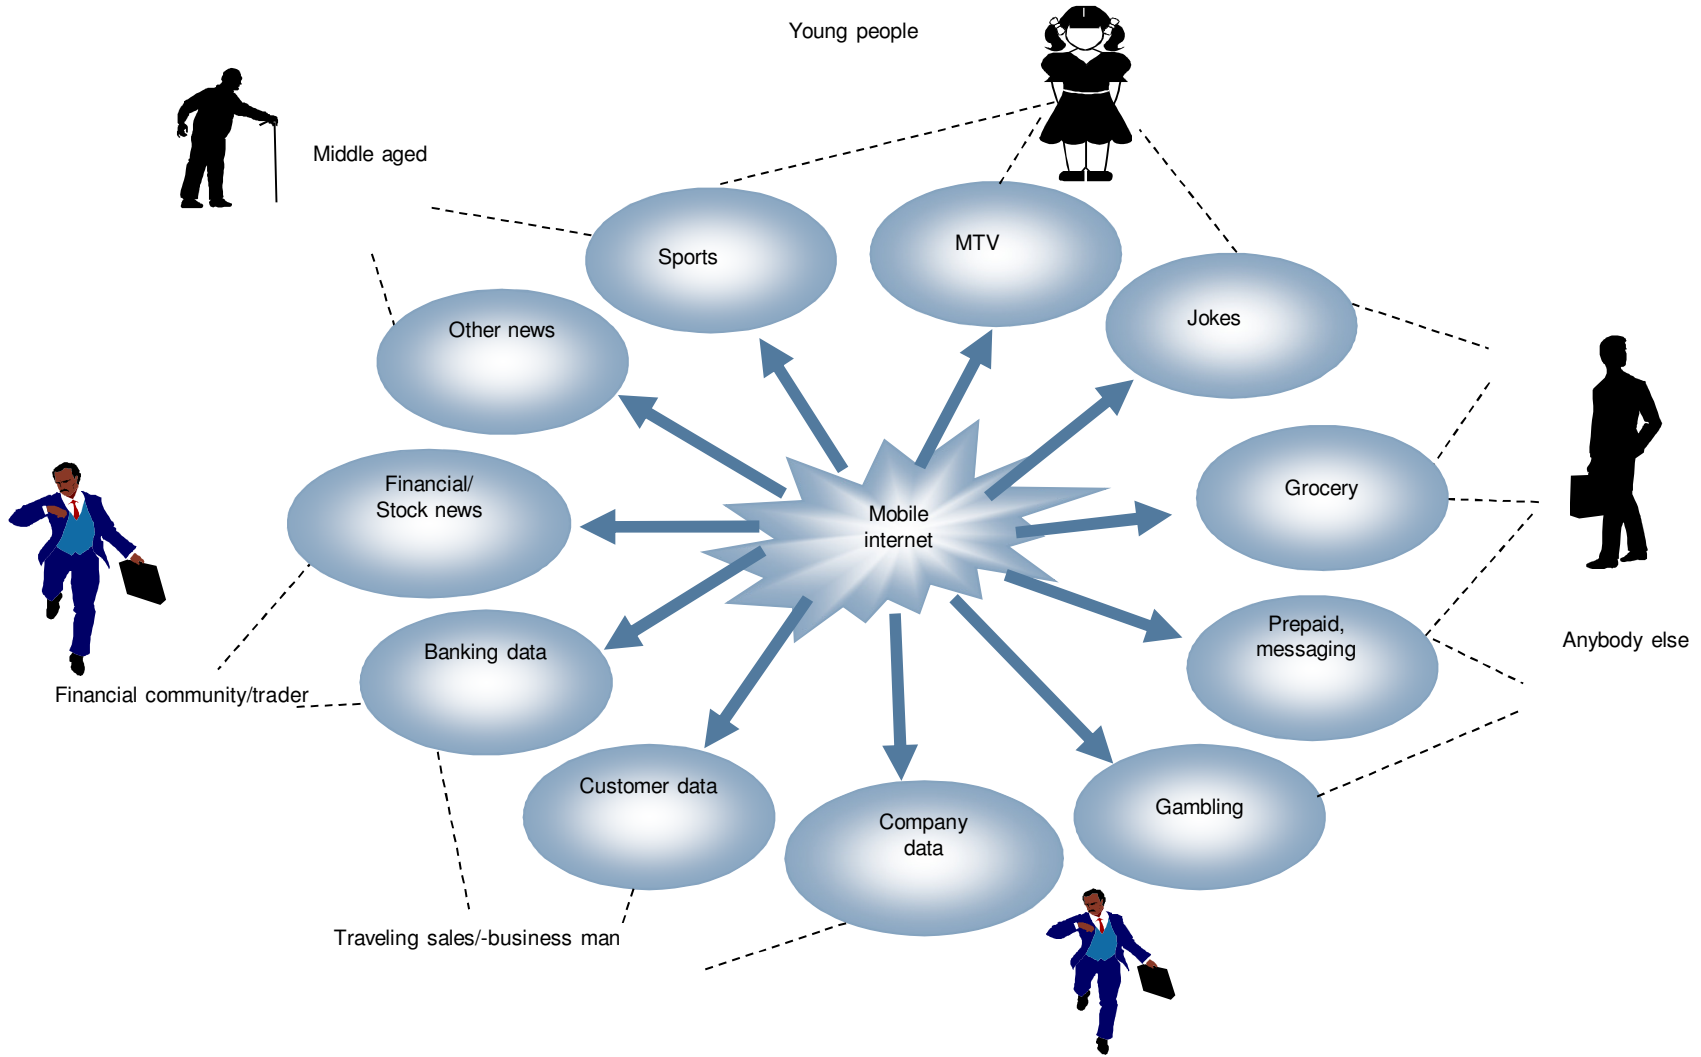 Young people
Middle aged
MTV
Sports
Jokes
Other news
Financial/
Stock news
Grocery
Mobile
internet
Prepaid,
messaging
Anybody else
Banking data
Financial community/trader
Customer data
Gambling
Company
data
Traveling sales/-business man